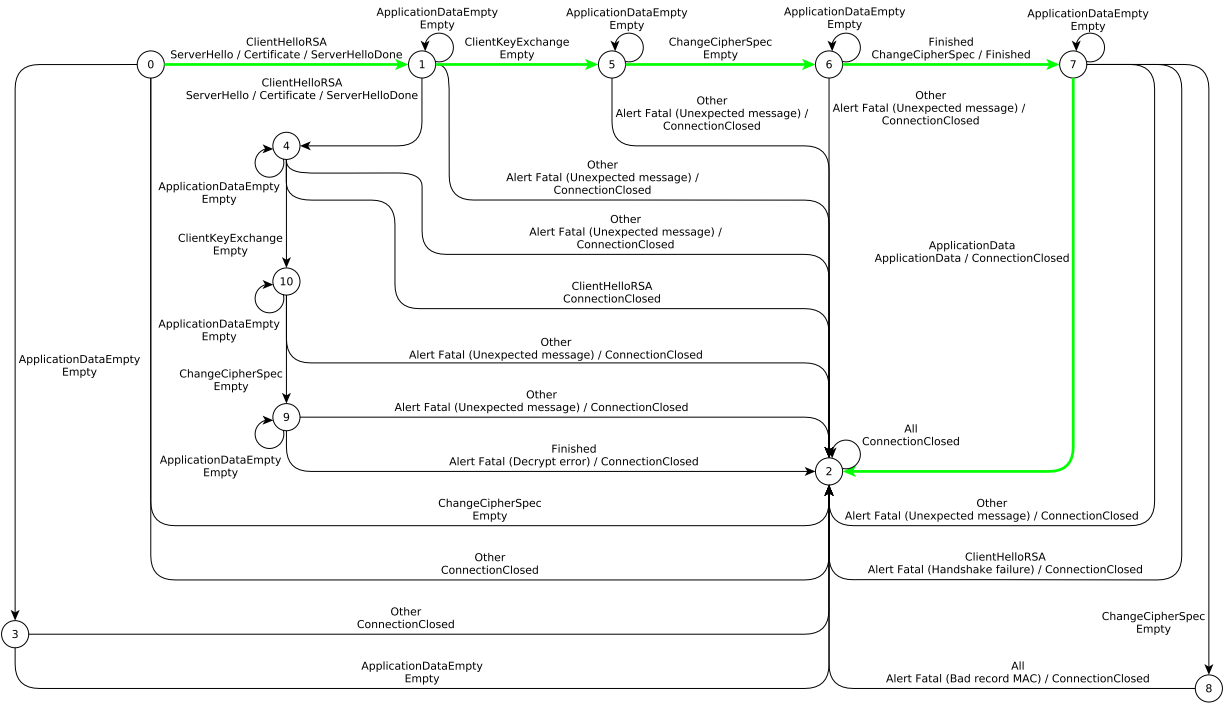 ApplicationDataEmpty
Empty
ApplicationDataEmpty
Empty
ApplicationDataEmpty
Empty
ApplicationDataEmpty
Empty
ClientHelloRSA
ServerHello / Certificate / ServerHelloDone
ClientKeyExchange
Empty
ChangeCipherSpec
Empty
Finished
ChangeCipherSpec / Finished
0
1
5
6
7
ClientHelloRSA
ServerHello / Certificate / ServerHelloDone
Other
Alert Fatal (Unexpected message) /
ConnectionClosed
Other
Alert Fatal (Unexpected message) /
ConnectionClosed
4
ApplicationDataEmpty
Empty
Other
Alert Fatal (Unexpected message) /
ConnectionClosed
Other
Alert Fatal (Unexpected message) /
ConnectionClosed
ClientKeyExchange
Empty
ApplicationData
ApplicationData / ConnectionClosed
10
ClientHelloRSA
ConnectionClosed
ApplicationDataEmpty
Empty
Other
Alert Fatal (Unexpected message) / ConnectionClosed
ApplicationDataEmpty
Empty
ChangeCipherSpec
Empty
Other
Alert Fatal (Unexpected message) / ConnectionClosed
9
All
ConnectionClosed
ApplicationDataEmpty
Empty
Finished
Alert Fatal (Decrypt error) / ConnectionClosed
2
ChangeCipherSpec
Empty
Other
Alert Fatal (Unexpected message) / ConnectionClosed
Other
ConnectionClosed
ClientHelloRSA
Alert Fatal (Handshake failure) / ConnectionClosed
Other
ConnectionClosed
ChangeCipherSpec
Empty
3
ApplicationDataEmpty
Empty
All
Alert Fatal (Bad record MAC) / ConnectionClosed
8